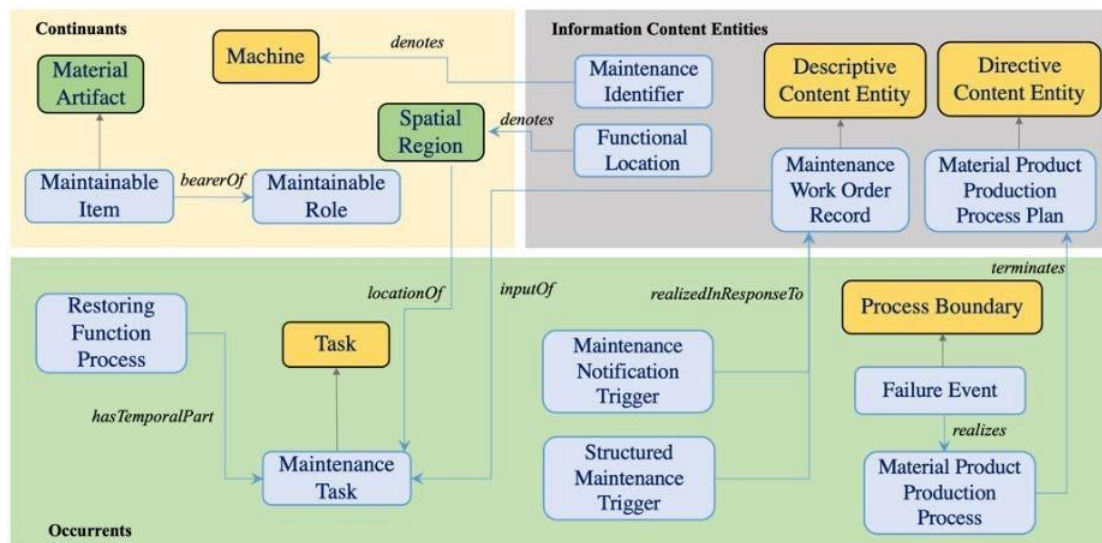 Continuants
Information Content Entities
Machine
denotes
Material
Artifact
Maintenance
Identifier
Descriptive
Content Entity
Directive
Content Entity
Spatial
Region
denotes
Functional
Location
Maintainable
Item
bearerOf
Maintainable
Role
Maintenance
Work Order
Record
Material Product
Production
Process Plan
locationOf
inputOf
realizedInResponseTo
terminates
Restoring
Function
Process
Task
Process Boundary
Maintenance
Notification
Trigger
Failure Event
hasTemporalPart
realizes
Maintenance
Task
Structured
Maintenance
Trigger
Material Product
Production
Process
Occurrents